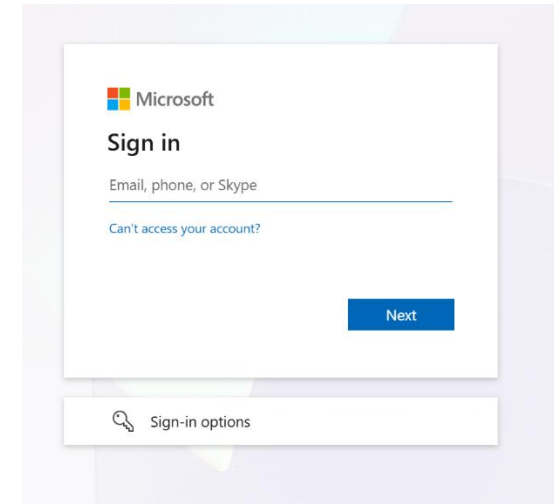 Microsoft
Sign in
Email, phone, or Skype
Can't access your account?
Next
Sign-in options